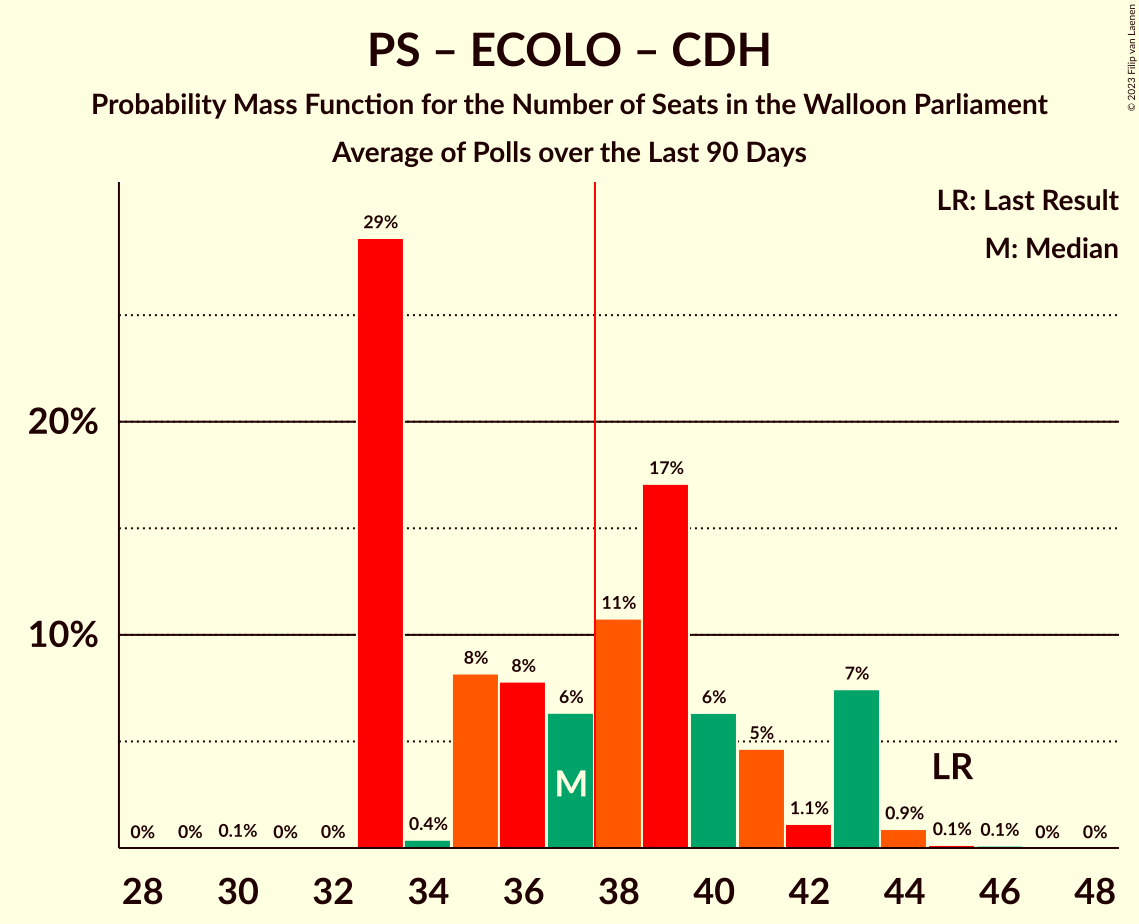 PS – ECOLO – CDH
Probability Mass Function for the Number of Seats in the Walloon Parliament
Average of Polls over the Last 90 Days
© 2023 Filip van Laenen
LR: Last Result
M: Median
29%
20%
17%
11%
10%
8%
8%
6%
6%
7%
5%
M
LR
0%
0%
0.1%
0%
0%
0.4%
1.1%
0.9%
0.1%
0.1%
0%
0%
28 30 32 34 36 38 40 42 44 46 48